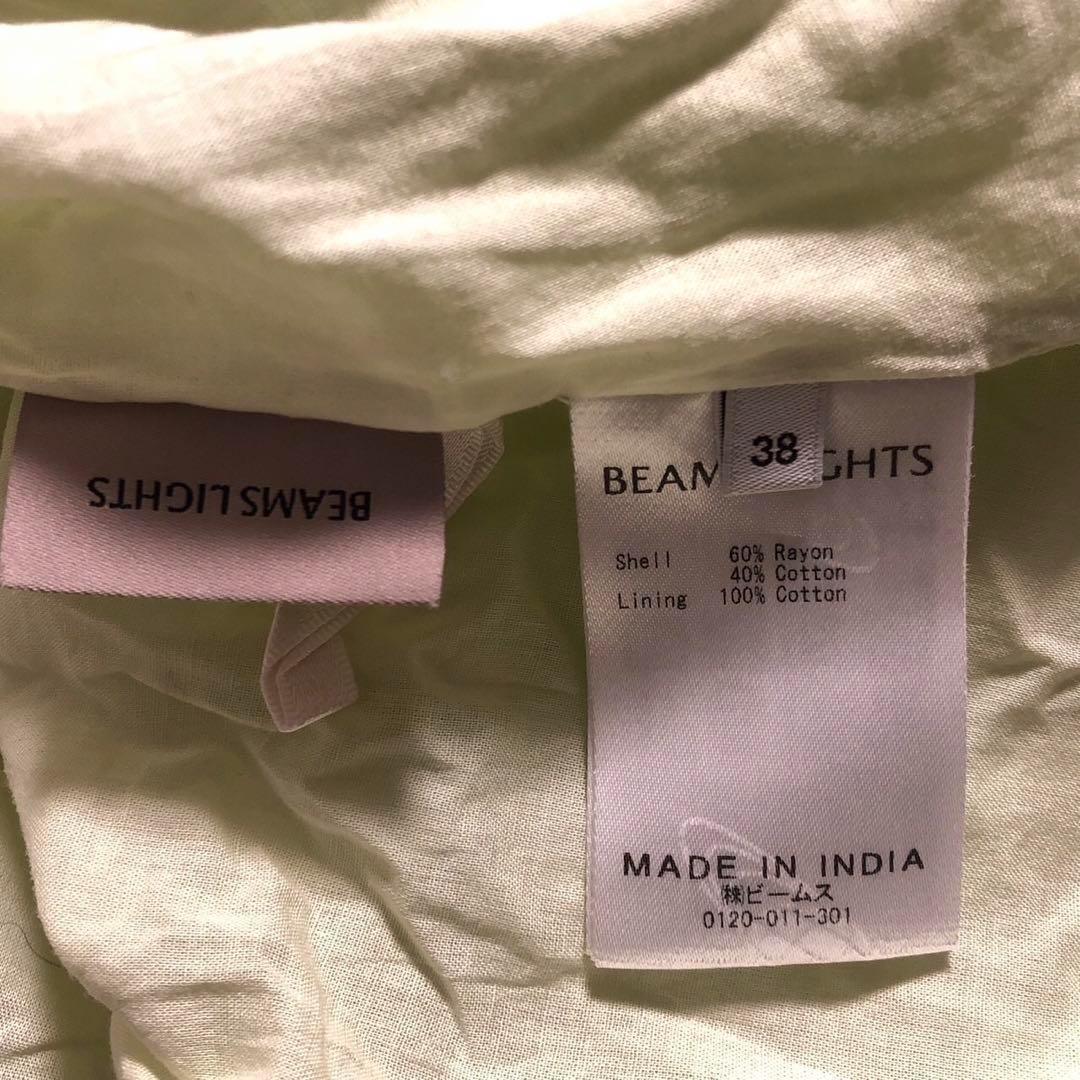 BEAMS LIGHTS
38
BEAM GHTS
Shell 60% Rayon
40% Cotton
Lining 100% Cotton
MADE IN INDIA
㈱ビームス
0120-011-301